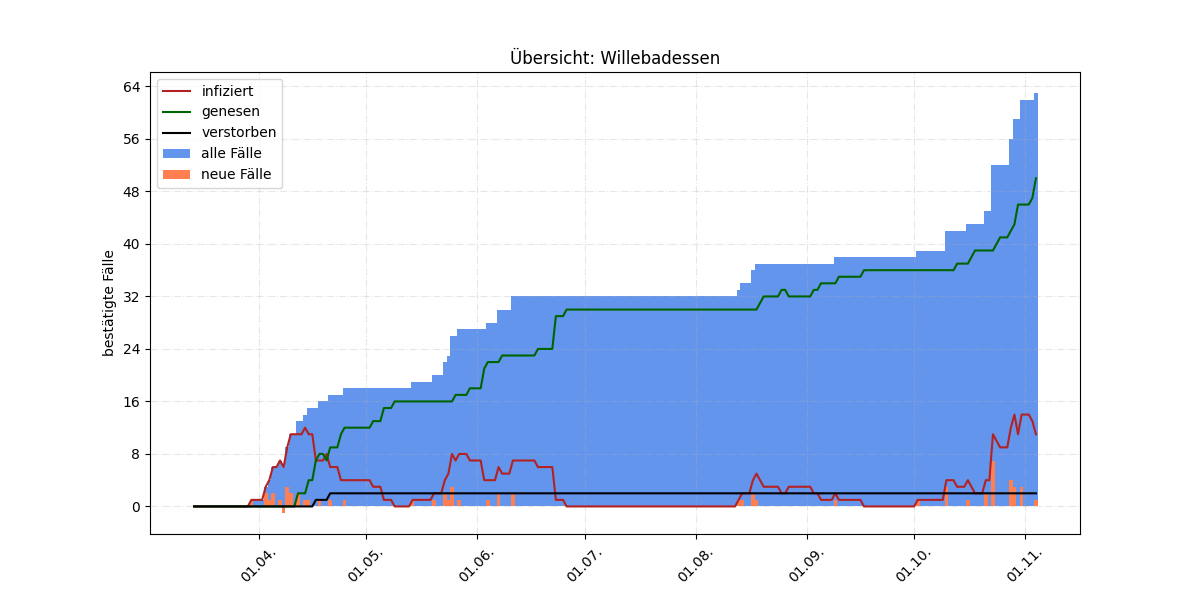 Übersicht: Willebadessen
infiziert
genesen
verstorben
alle Fälle
neue Fälle
bestätigte Fälle
64
56
48
40
32
24
16
8
0
01.04.
01.05.
01.06.
01.07.
01.08.
01.09.
01.10.
01.11.